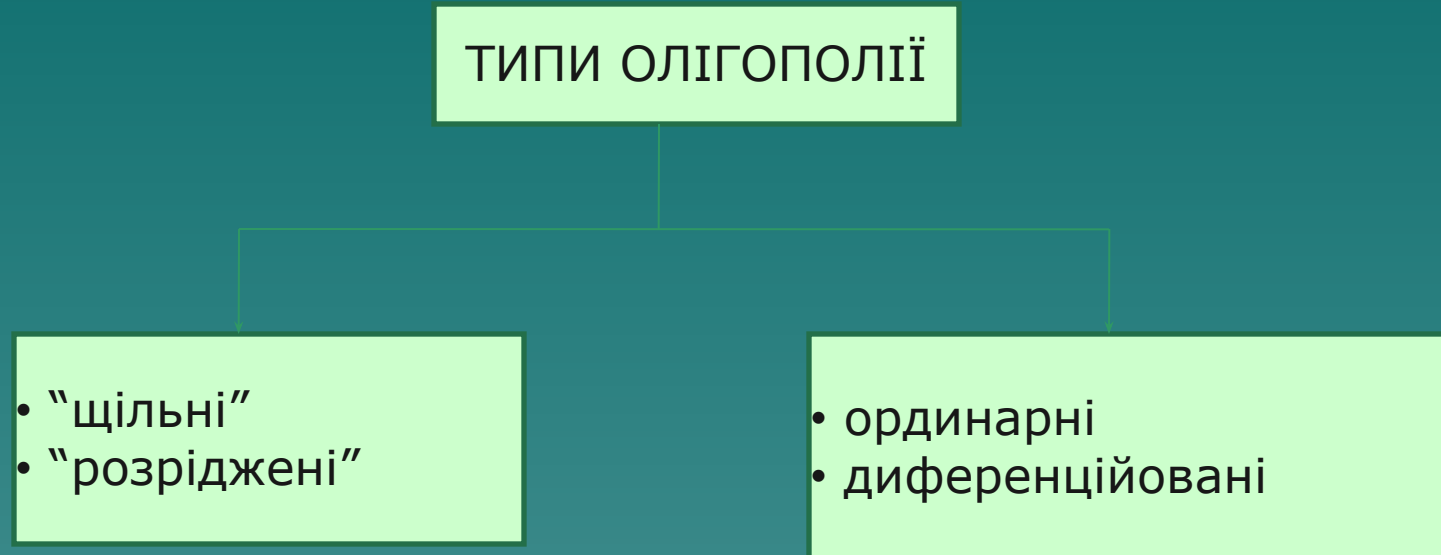 ТИПИ ОЛІГОПОЛІЇ
• “щільні”
• “розріджені”
• ординарні
• диференційовані